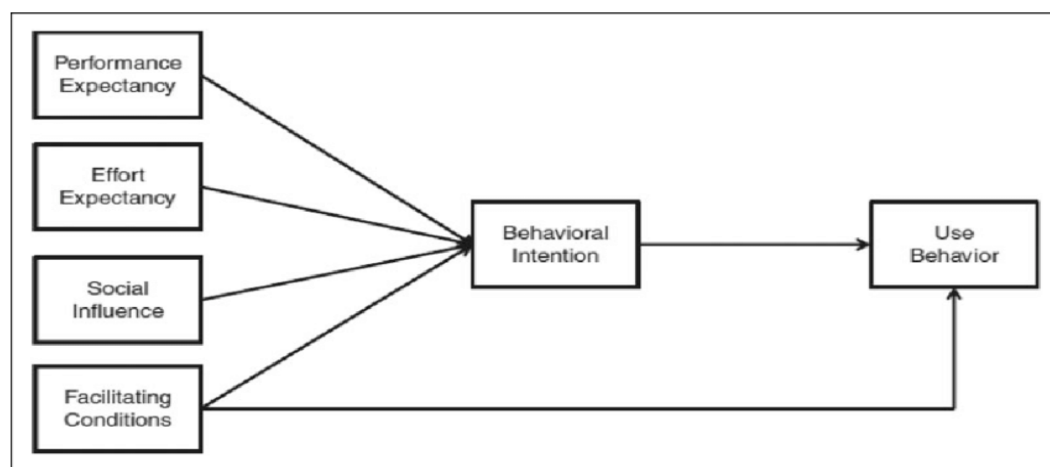 Performance
Expectancy
Effort
Expectancy
Social
Influence
Facilitating
Conditions
Behavioral
Intention
Use
Behavior